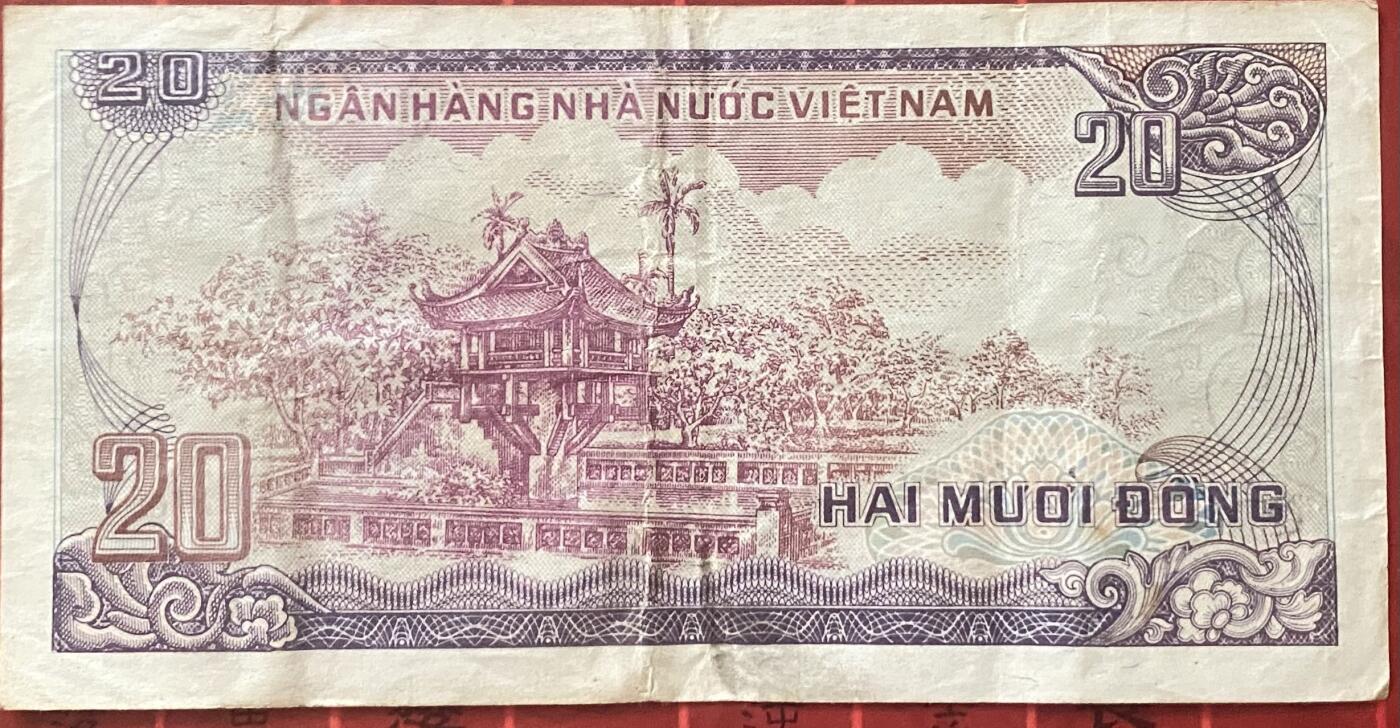 20
NGÂN HÀNG NHÀ NƯỚC VIỆT NAM
20
20
HAI MƯƠI ĐỒNG